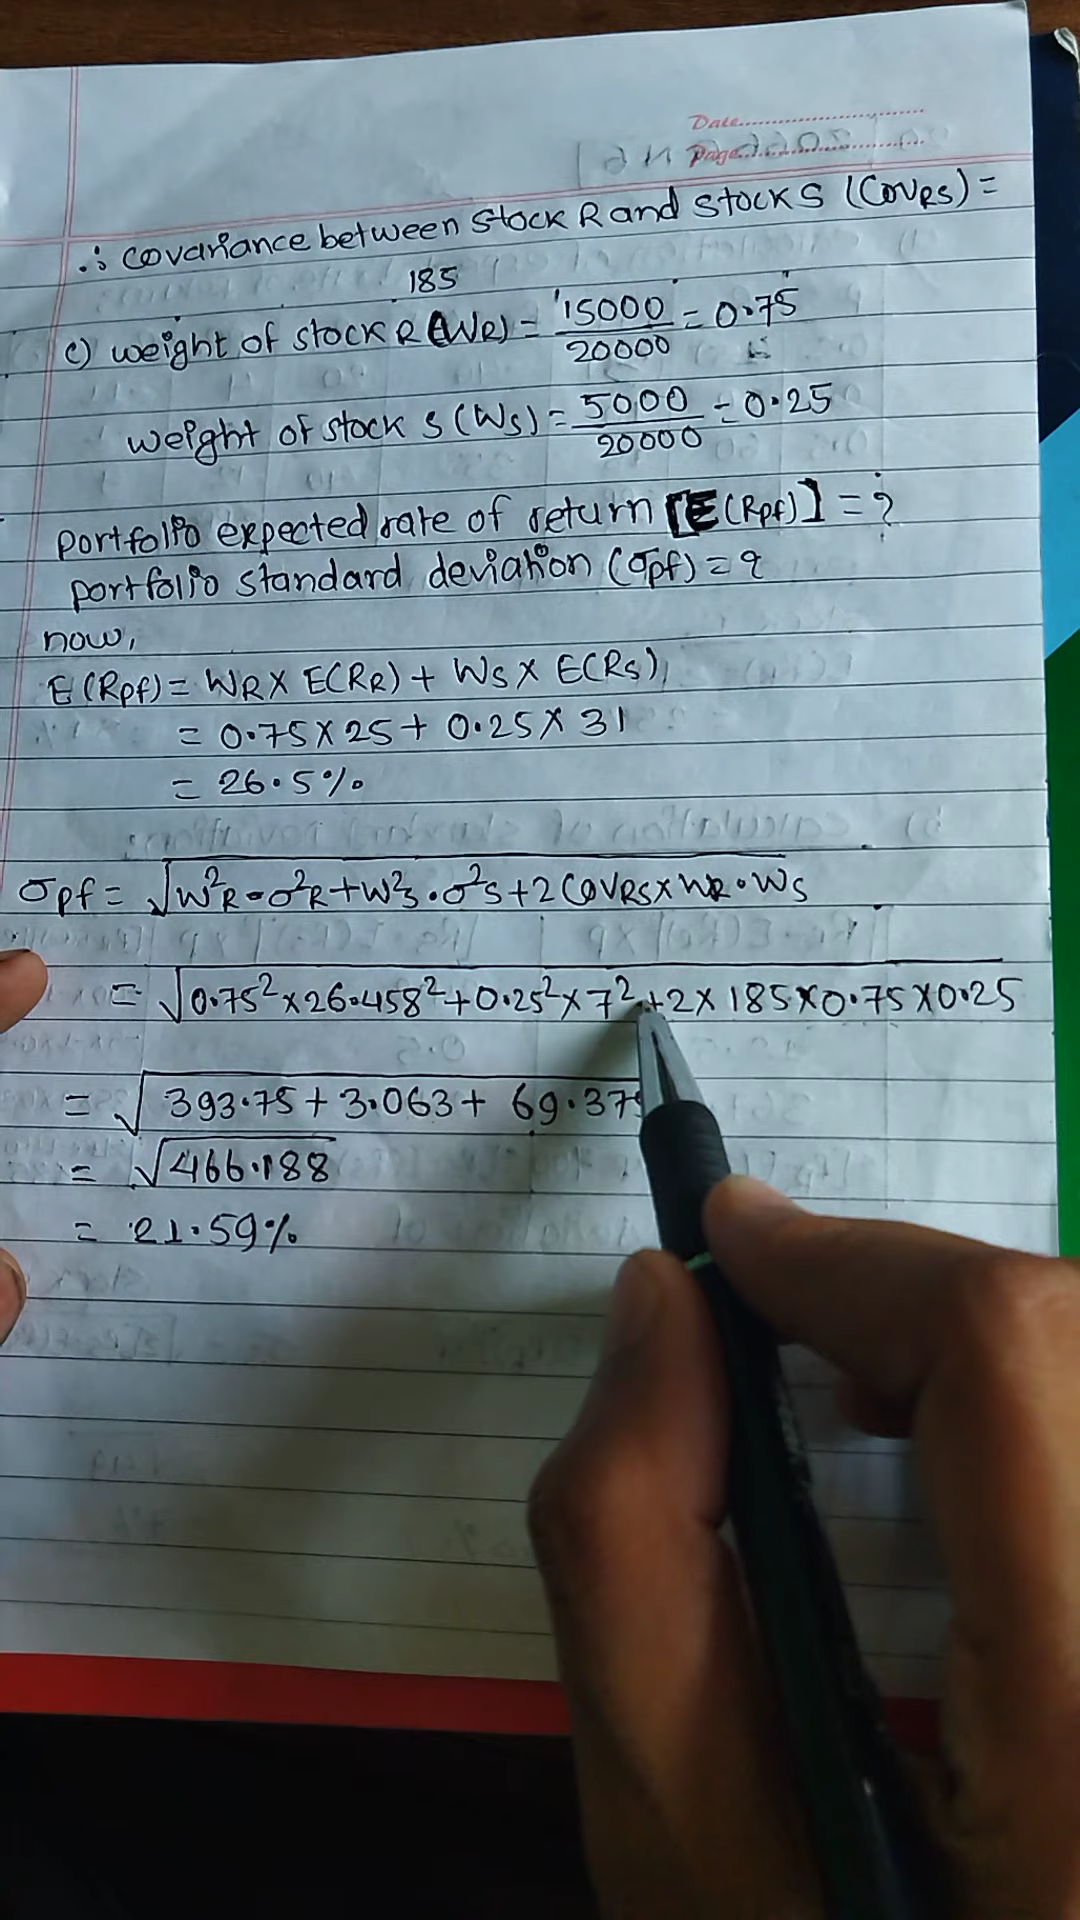 Date..............................
Page..............................
∴ covariance between stock R and stock S (CovRS) =
185
c) weight of stock R (WR) = 15000/20000 = 0.75
weight of stock S (WS) = 5000/20000 = 0.25
portfolio expected rate of return [E(Rpf)] = ?
portfolio standard deviation (σpf) = ?
now,
E(Rpf) = WR X E(RR) + WS X E(RS)
= 0.75 X 25 + 0.25 X 31
= 26.5%
σpf = √W²R . σ²R + W²S . σ²S + 2 COVRS x WR . WS
= √0.75² x 26.458² + 0.25² x 7² + 2 x 185 x 0.75 x 0.25
= √393.75 + 3.063 + 69.375
= √466.188
= 21.59%